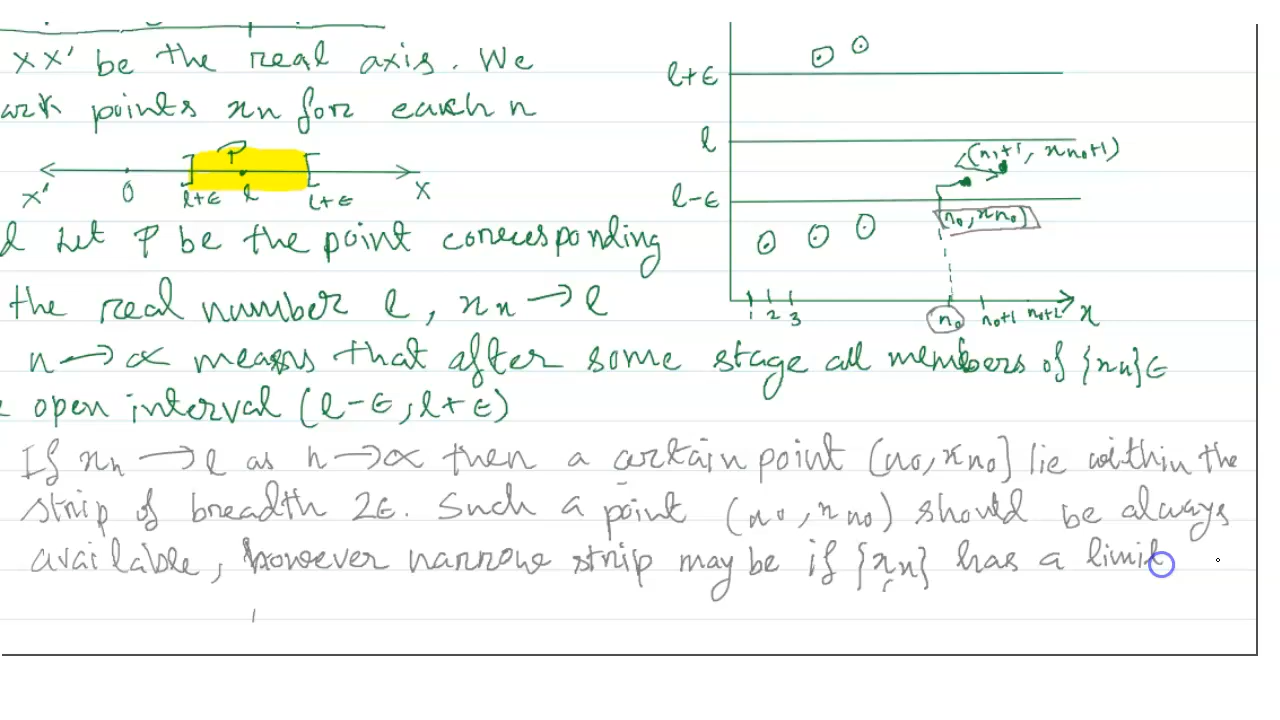 XX' be the real axis. We
ark points xn for each n
P
X' 0 l+ε l l+ε X
d Let P be the point corresponding
the real number l, xn → l
n → ∝ means that after some stage all members of {xn} ∈
open interval (l-ε, l+ε)
If xn → l as n → ∝ then a certain point (n0, xn0] lie within the
strip of breadth 2ε. Such a point (n0, xn0) should be always
available, however narrow strip may be if {xn} has a limit
l+ε
l
(n1+1, xn0+1)
l-ε
(n0, xn0)
1 2 3 n0 n0+1 n0+2 x